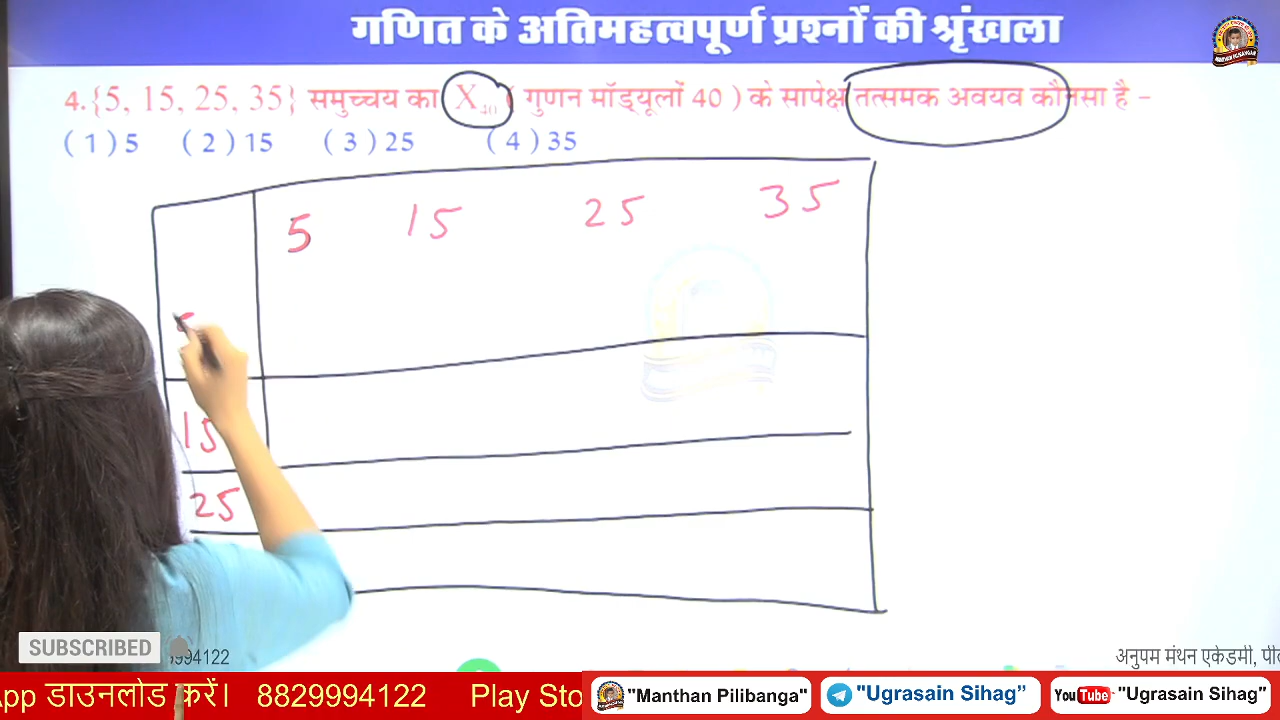 गणित के अतिमहत्वपूर्ण प्रश्नों की श्रृंखला
4.{5, 15, 25, 35} समुच्चय का X₄₀ ( गुणन मॉड्यूलों 40 ) के सापेक्ष तत्समक अवयव कौनसा है -
( 1 ) 5 ( 2 ) 15 ( 3 ) 25 ( 4 ) 35
5 15 25 35
15
25
SUBSCRIBED
994122
अनुपम मंथन एकेडमी, पी
App डाउनलोड करें। 8829994122 Play Sto "Manthan Pilibanga" "Ugrasain Sihag" YouTube -"Ugrasain Sihag"